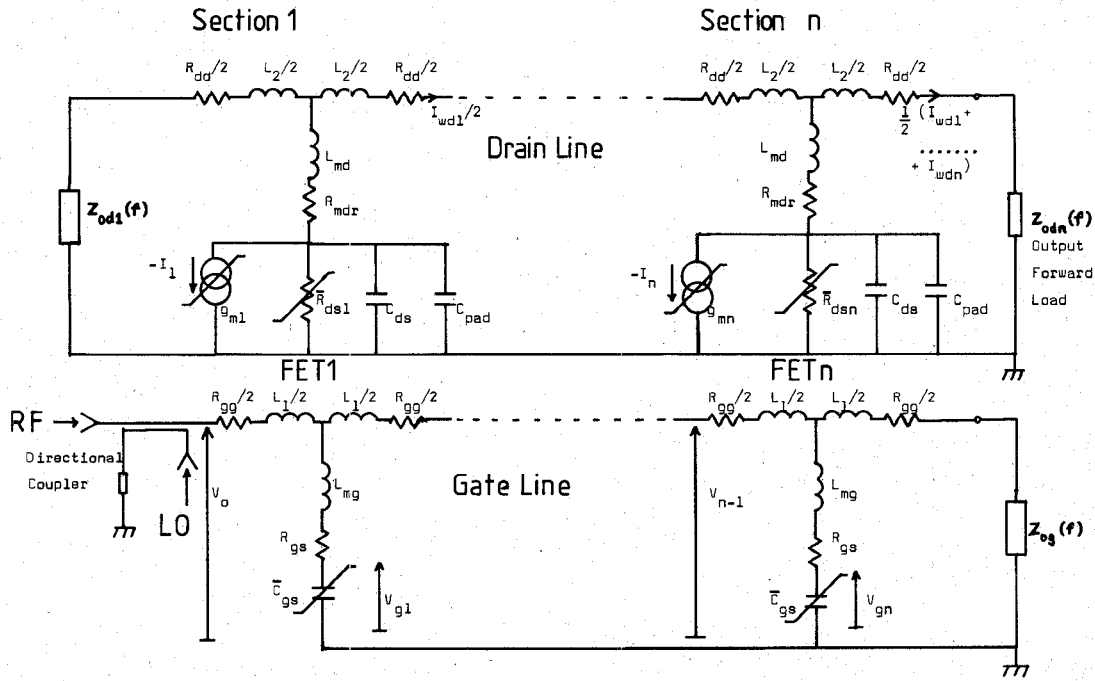 Section 1 Section n
R_dd/2 L_2/2 L_2/2 R_dd/2 R_dd/2 L_2/2 L_2/2 R_dd/2
I_wd1/2 1/2 (I_wd1 +
........
+ I_wdn)
Drain Line
L_md L_md
R_mdr R_mdr
Z_od1(f) Z_odn(f)
Output
Forward
Load
-I_1 g_m1 R̄_ds1 C_ds C_pad
-I_n g_mn R̄_dsn C_ds C_pad
FET1 FETn
R_gg/2 L_1/2 L_1/2 R_gg/2 R_gg/2 L_1/2 L_1/2 R_gg/2
RF
Directional
Coupler
LO
V_o
Gate Line
V_n-1
L_mg L_mg
R_gs R_gs
C̄_gs V_g1 C̄_gs V_gn
Z_og(f)